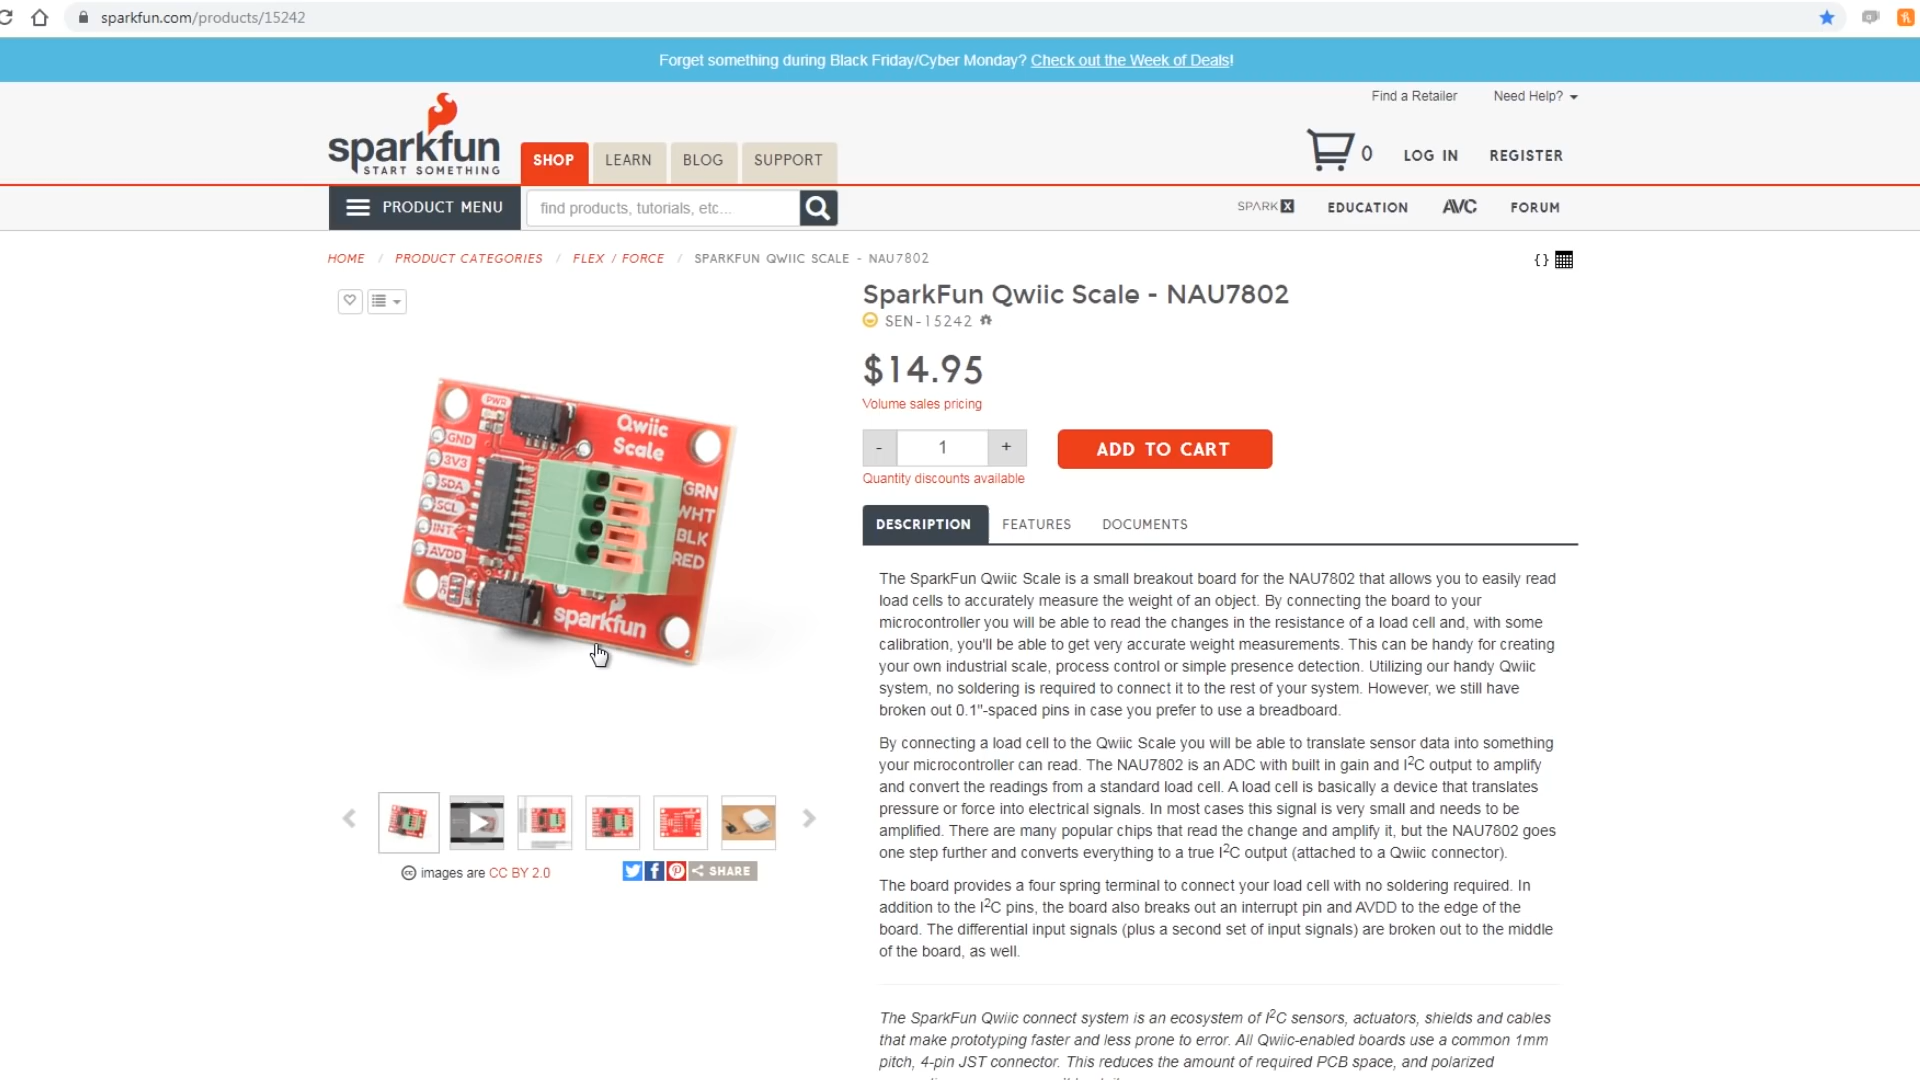 sparkfun.com/products/15242
Forget something during Black Friday/Cyber Monday? Check out the Week of Deals!
Find a Retailer Need Help?
sparkfun
START SOMETHING
SHOP LEARN BLOG SUPPORT
0 LOG IN REGISTER
PRODUCT MENU find products, tutorials, etc...
SPARK X EDUCATION AVC FORUM
HOME / PRODUCT CATEGORIES / FLEX / FORCE / SPARKFUN QWIIC SCALE - NAU7802
{ }
SparkFun Qwiic Scale - NAU7802
SEN-15242
$14.95
Volume sales pricing
- 1 + ADD TO CART
Quantity discounts available
DESCRIPTION FEATURES DOCUMENTS
PWR
Qwiic
Scale
GND
3V3
SDA
SCL
INT
AVDD
GRN
WHT
BLK
RED
sparkfun
The SparkFun Qwiic Scale is a small breakout board for the NAU7802 that allows you to easily read
load cells to accurately measure the weight of an object. By connecting the board to your
microcontroller you will be able to read the changes in the resistance of a load cell and, with some
calibration, you'll be able to get very accurate weight measurements. This can be handy for creating
your own industrial scale, process control or simple presence detection. Utilizing our handy Qwiic
system, no soldering is required to connect it to the rest of your system. However, we still have
broken out 0.1"-spaced pins in case you prefer to use a breadboard.
By connecting a load cell to the Qwiic Scale you will be able to translate sensor data into something
your microcontroller can read. The NAU7802 is an ADC with built in gain and I2C output to amplify
and convert the readings from a standard load cell. A load cell is basically a device that translates
pressure or force into electrical signals. In most cases this signal is very small and needs to be
amplified. There are many popular chips that read the change and amplify it, but the NAU7802 goes
one step further and converts everything to a true I2C output (attached to a Qwiic connector).
The board provides a four spring terminal to connect your load cell with no soldering required. In
addition to the I2C pins, the board also breaks out an interrupt pin and AVDD to the edge of the
board. The differential input signals (plus a second set of input signals) are broken out to the middle
of the board, as well.
The SparkFun Qwiic connect system is an ecosystem of I2C sensors, actuators, shields and cables
that make prototyping faster and less prone to error. All Qwiic-enabled boards use a common 1mm
pitch, 4-pin JST connector. This reduces the amount of required PCB space, and polarized
cc images are CC BY 2.0
SHARE